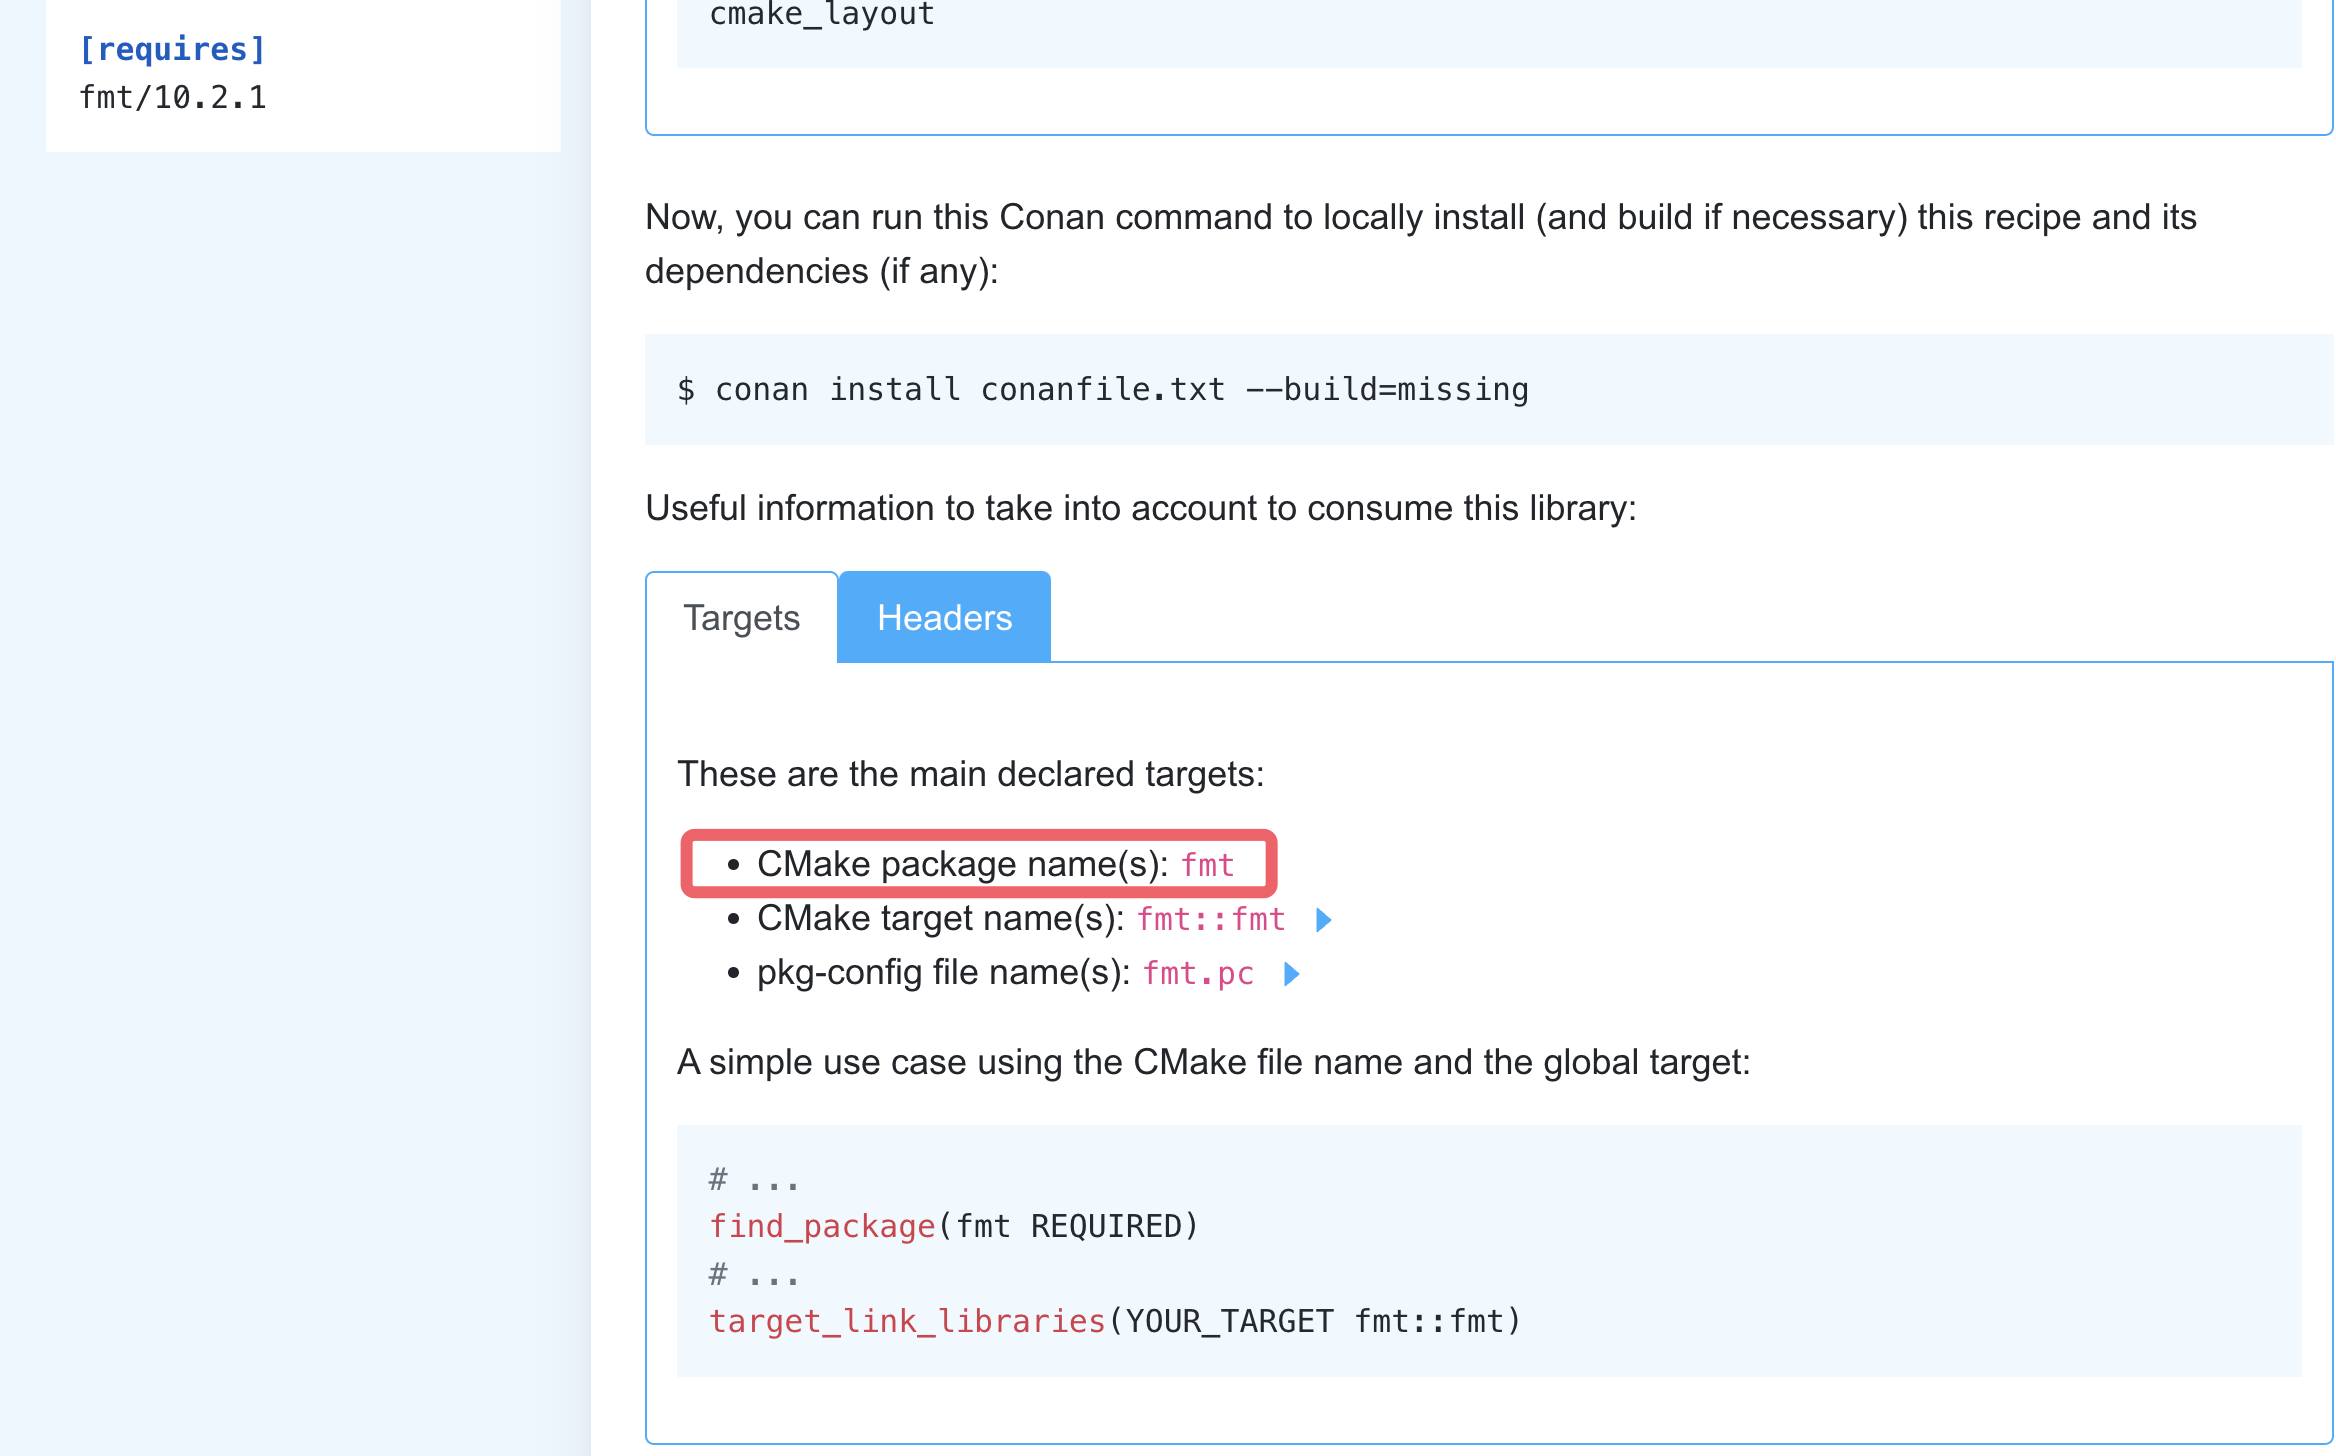 [requires]
fmt/10.2.1
cmake_layout
Now, you can run this Conan command to locally install (and build if necessary) this recipe and its
dependencies (if any):
$ conan install conanfile.txt --build=missing
Useful information to take into account to consume this library:
Targets
Headers
These are the main declared targets:
• CMake package name(s): fmt
• CMake target name(s): fmt::fmt
• pkg-config file name(s): fmt.pc
A simple use case using the CMake file name and the global target:
# ...
find_package(fmt REQUIRED)
# ...
target_link_libraries(YOUR_TARGET fmt::fmt)